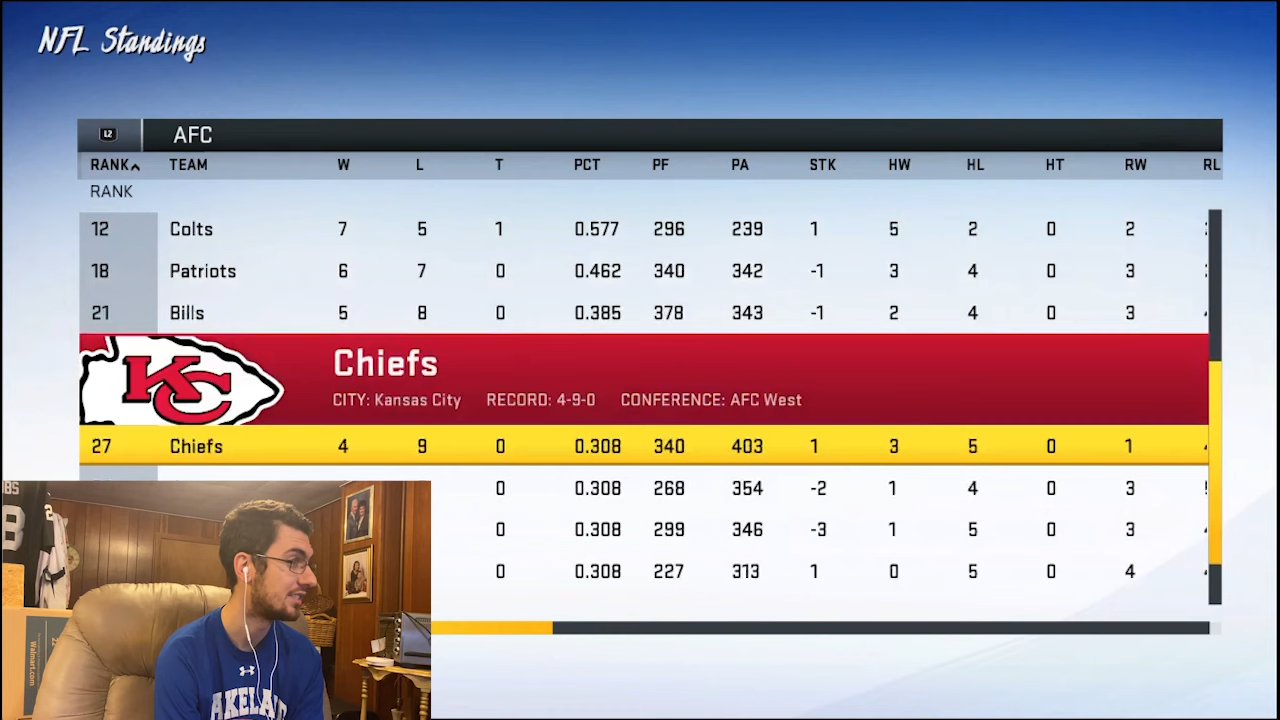 NFL Standings
L2 AFC
RANK TEAM W L T PCT PF PA STK HW HL HT RW RL
RANK
12 Colts 7 5 1 0.577 296 239 1 5 2 0 2
18 Patriots 6 7 0 0.462 340 342 -1 3 4 0 3
21 Bills 5 8 0 0.385 378 343 -1 2 4 0 3
KC
Chiefs
CITY: Kansas City RECORD: 4-9-0 CONFERENCE: AFC West
27 Chiefs 4 9 0 0.308 340 403 1 3 5 0 1
0 0.308 268 354 -2 1 4 0 3
0 0.308 299 346 -3 1 5 0 3
0 0.308 227 313 1 0 5 0 4
Walmart.com